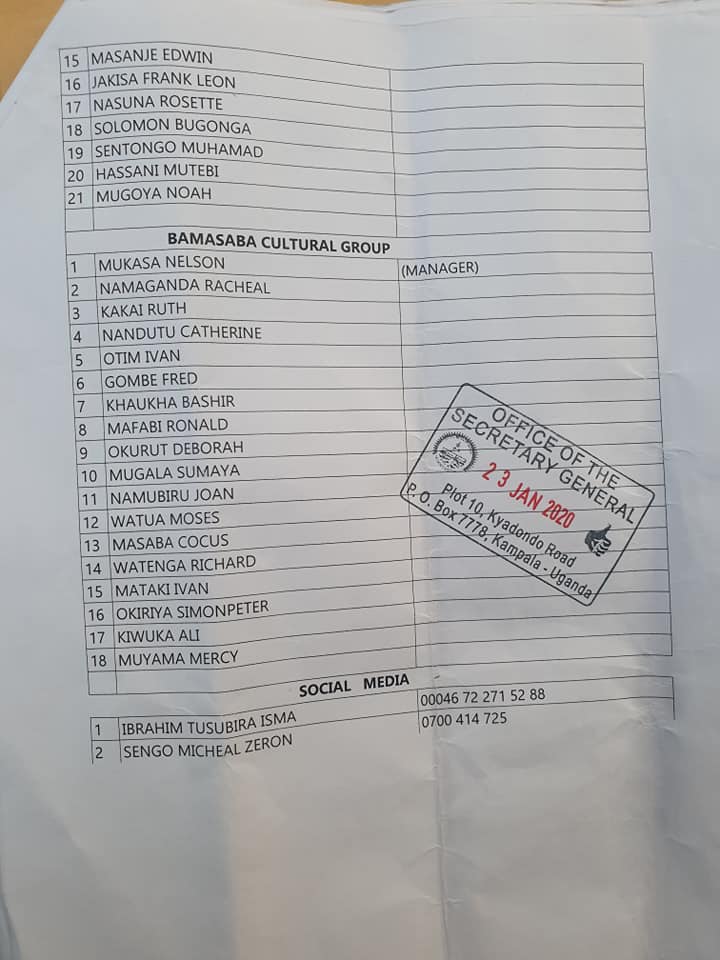 15 MASANJE EDWIN
16 JAKISA FRANK LEON
17 NASUNA ROSETTE
18 SOLOMON BUGONGA
19 SENTONGO MUHAMAD
20 HASSANI MUTEBI
21 MUGOYA NOAH
BAMASABA CULTURAL GROUP
1 MUKASA NELSON (MANAGER)
2 NAMAGANDA RACHEAL
3 KAKAI RUTH
4 NANDUTU CATHERINE
5 OTIM IVAN
6 GOMBE FRED
7 KHAUKHA BASHIR
8 MAFABI RONALD
9 OKURUT DEBORAH
10 MUGALA SUMAYA
11 NAMUBIRU JOAN
12 WATUA MOSES
13 MASABA COCUS
14 WATENGA RICHARD
15 MATAKI IVAN
16 OKIRIYA SIMONPETER
17 KIWUKA ALI
18 MUYAMA MERCY
OFFICE OF THE
SECRETARY GENERAL
23 JAN 2020
Plot 10, Kyadondo Road
P. O. Box 7778, Kampala - Uganda
SOCIAL MEDIA
1 IBRAHIM TUSUBIRA ISMA 00046 72 271 52 88
2 SENGO MICHEAL ZERON 0700 414 725